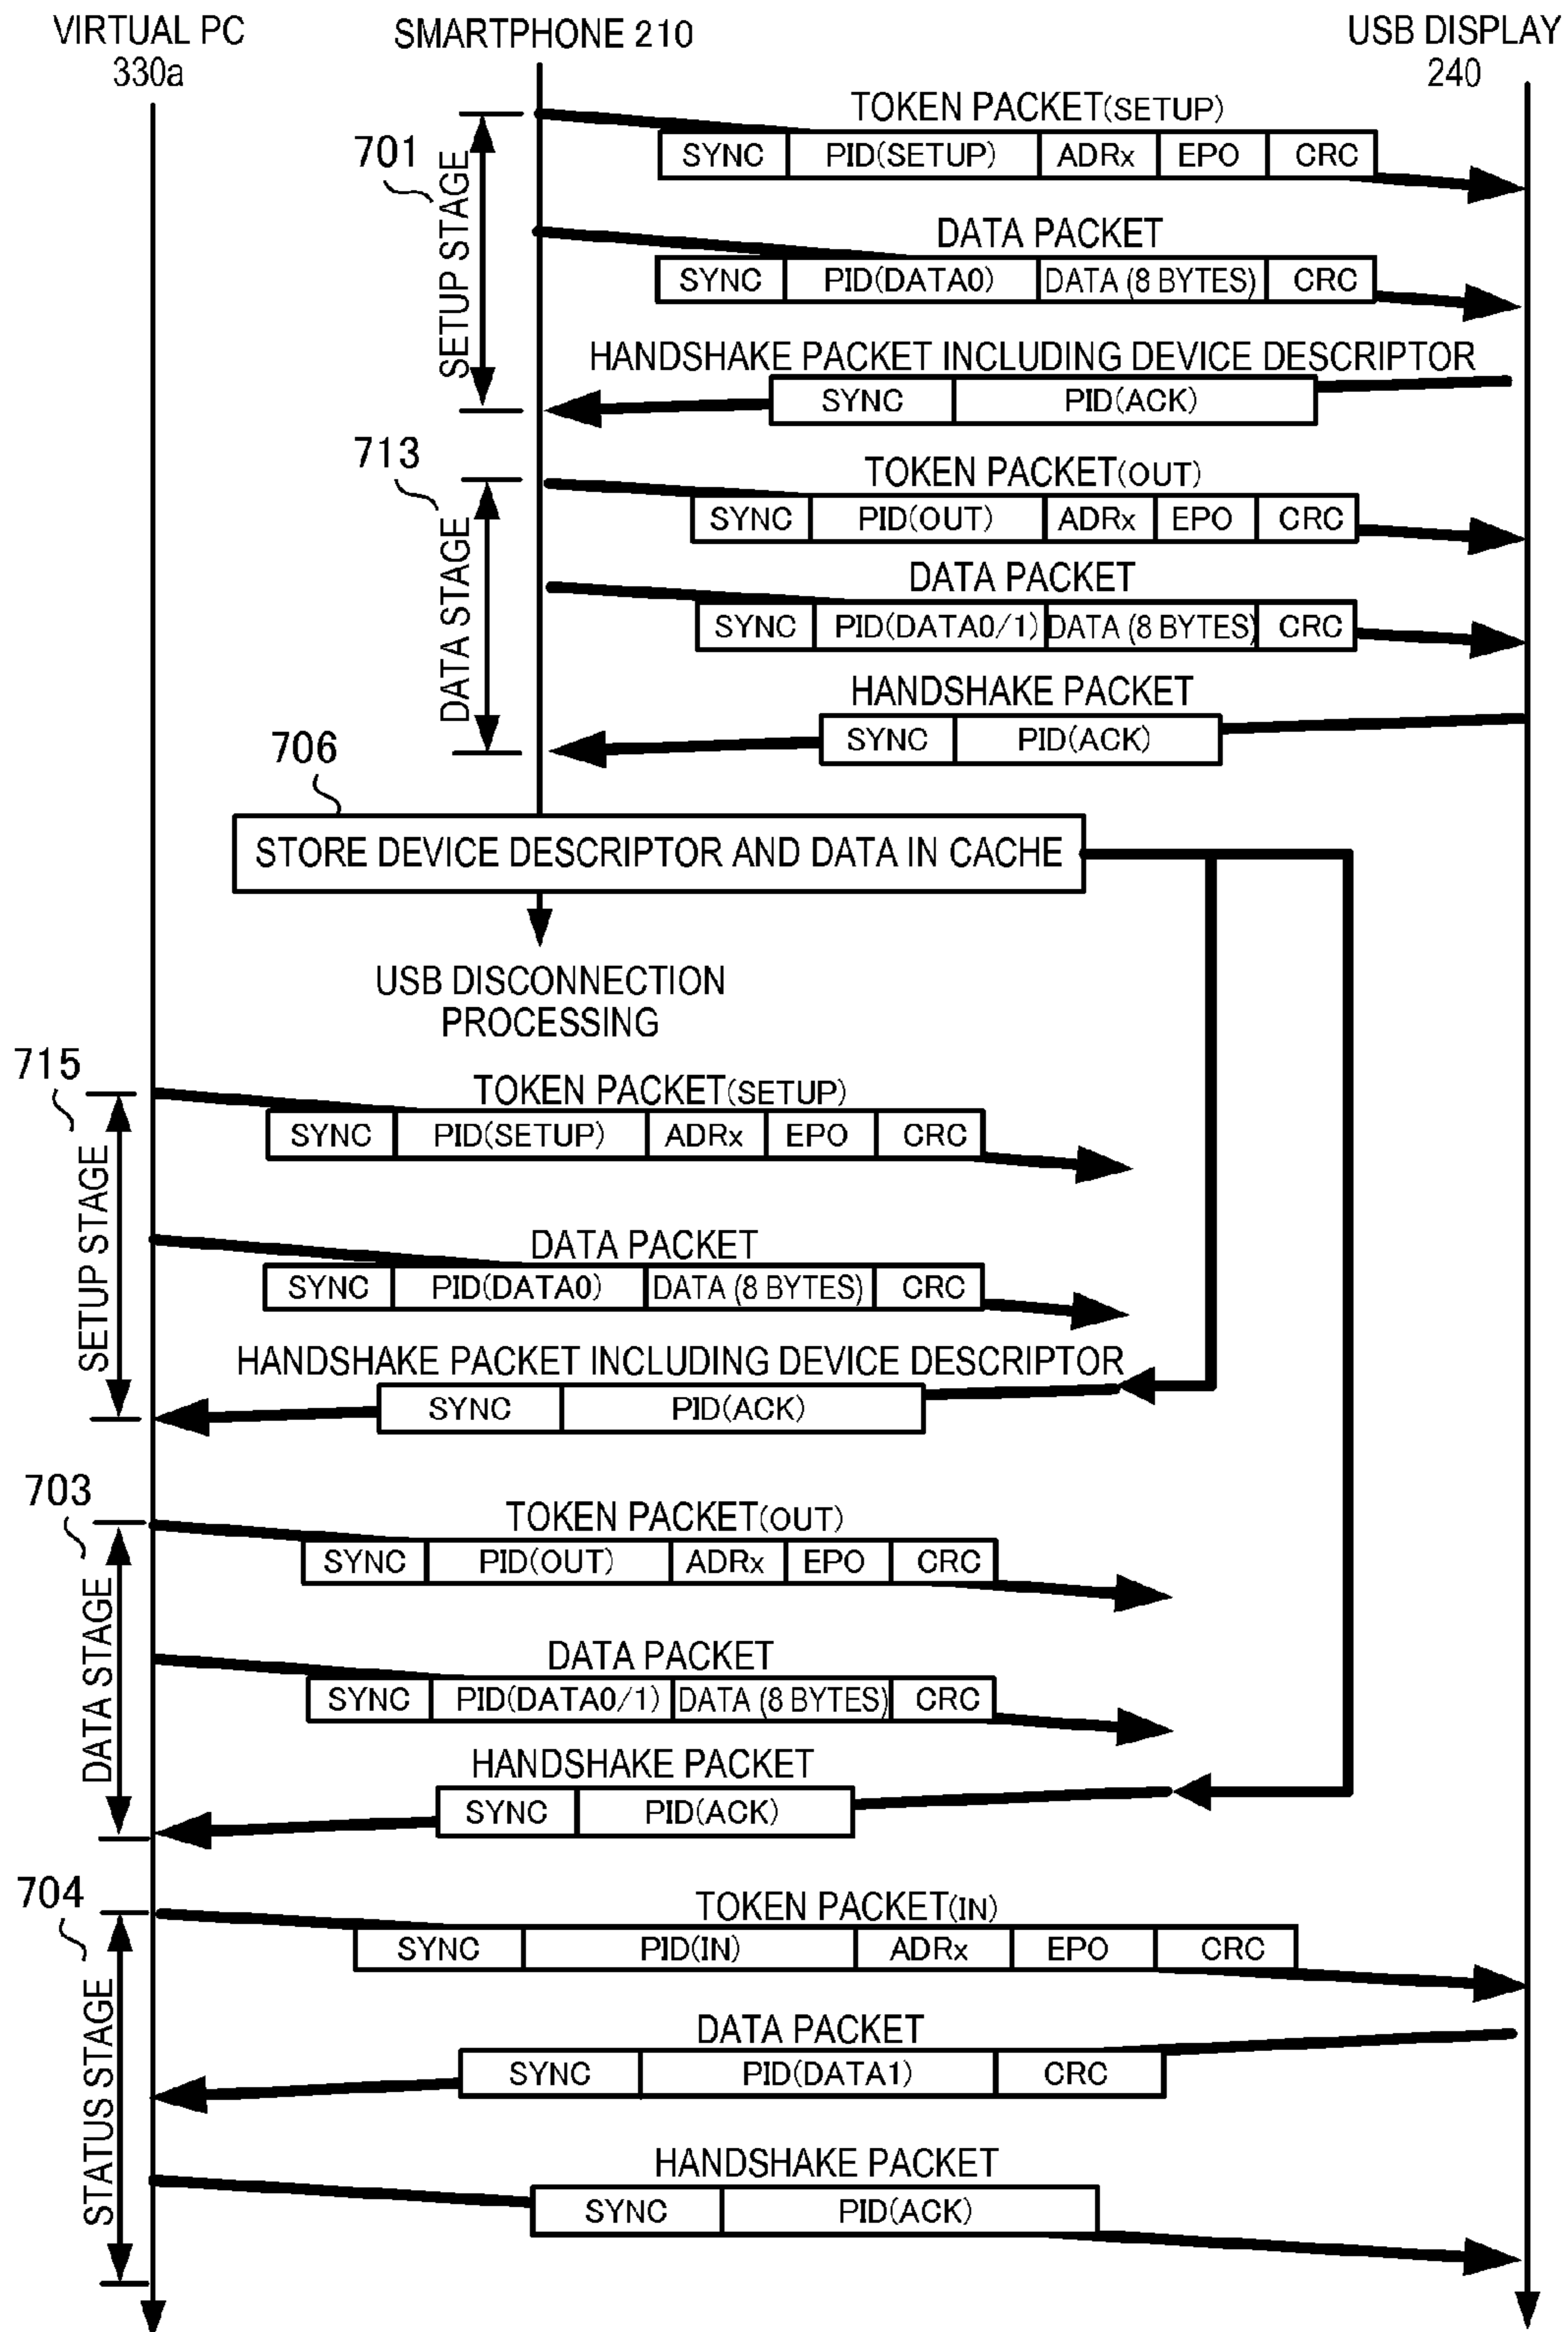 VIRTUAL PC
330a
SMARTPHONE 210
USB DISPLAY
240
TOKEN PACKET(SETUP)
SYNC PID(SETUP) ADRx EPO CRC
701
SETUP STAGE
DATA PACKET
SYNC PID(DATA0) DATA (8 BYTES) CRC
HANDSHAKE PACKET INCLUDING DEVICE DESCRIPTOR
SYNC PID(ACK)
713
DATA STAGE
TOKEN PACKET(OUT)
SYNC PID(OUT) ADRx EPO CRC
DATA PACKET
SYNC PID(DATA0/1) DATA (8 BYTES) CRC
HANDSHAKE PACKET
SYNC PID(ACK)
706
STORE DEVICE DESCRIPTOR AND DATA IN CACHE
USB DISCONNECTION
PROCESSING
715
SETUP STAGE
TOKEN PACKET(SETUP)
SYNC PID(SETUP) ADRx EPO CRC
DATA PACKET
SYNC PID(DATA0) DATA (8 BYTES) CRC
HANDSHAKE PACKET INCLUDING DEVICE DESCRIPTOR
SYNC PID(ACK)
703
DATA STAGE
TOKEN PACKET(OUT)
SYNC PID(OUT) ADRx EPO CRC
DATA PACKET
SYNC PID(DATA0/1) DATA (8 BYTES) CRC
HANDSHAKE PACKET
SYNC PID(ACK)
704
STATUS STAGE
TOKEN PACKET(IN)
SYNC PID(IN) ADRx EPO CRC
DATA PACKET
SYNC PID(DATA1) CRC
HANDSHAKE PACKET
SYNC PID(ACK)